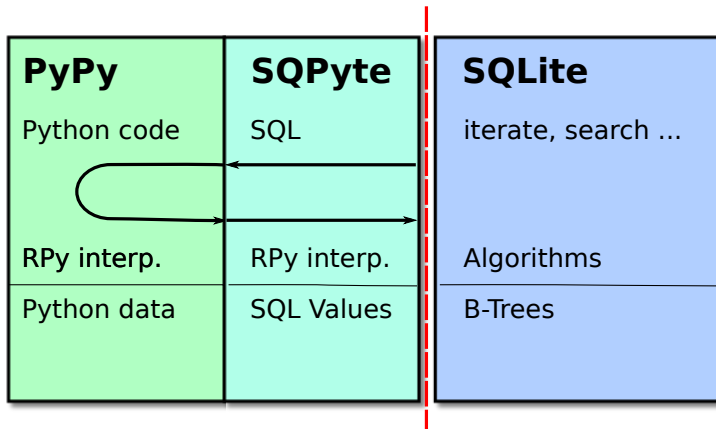 PyPy
SQPyte
SQLite
Python code
SQL
iterate, search ...
RPy interp.
RPy interp.
Algorithms
Python data
SQL Values
B-Trees